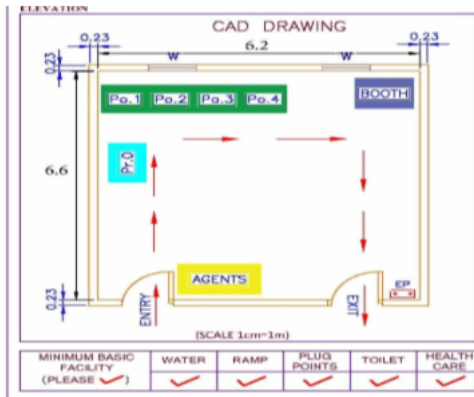 ELEVATION
CAD DRAWING
0.23 6.2 0.23
W W
0.23
Po.1 Po.2 Po.3 Po.4 BOOTH
Pr.O
6.6
AGENTS
EP
0.23
ENTRY EXIT
(SCALE 1cm=1m)
MINIMUM BASIC FACILITY (PLEASE ✓) WATER RAMP PLUG POINTS TOILET HEALTH CARE
✓ ✓ ✓ ✓ ✓